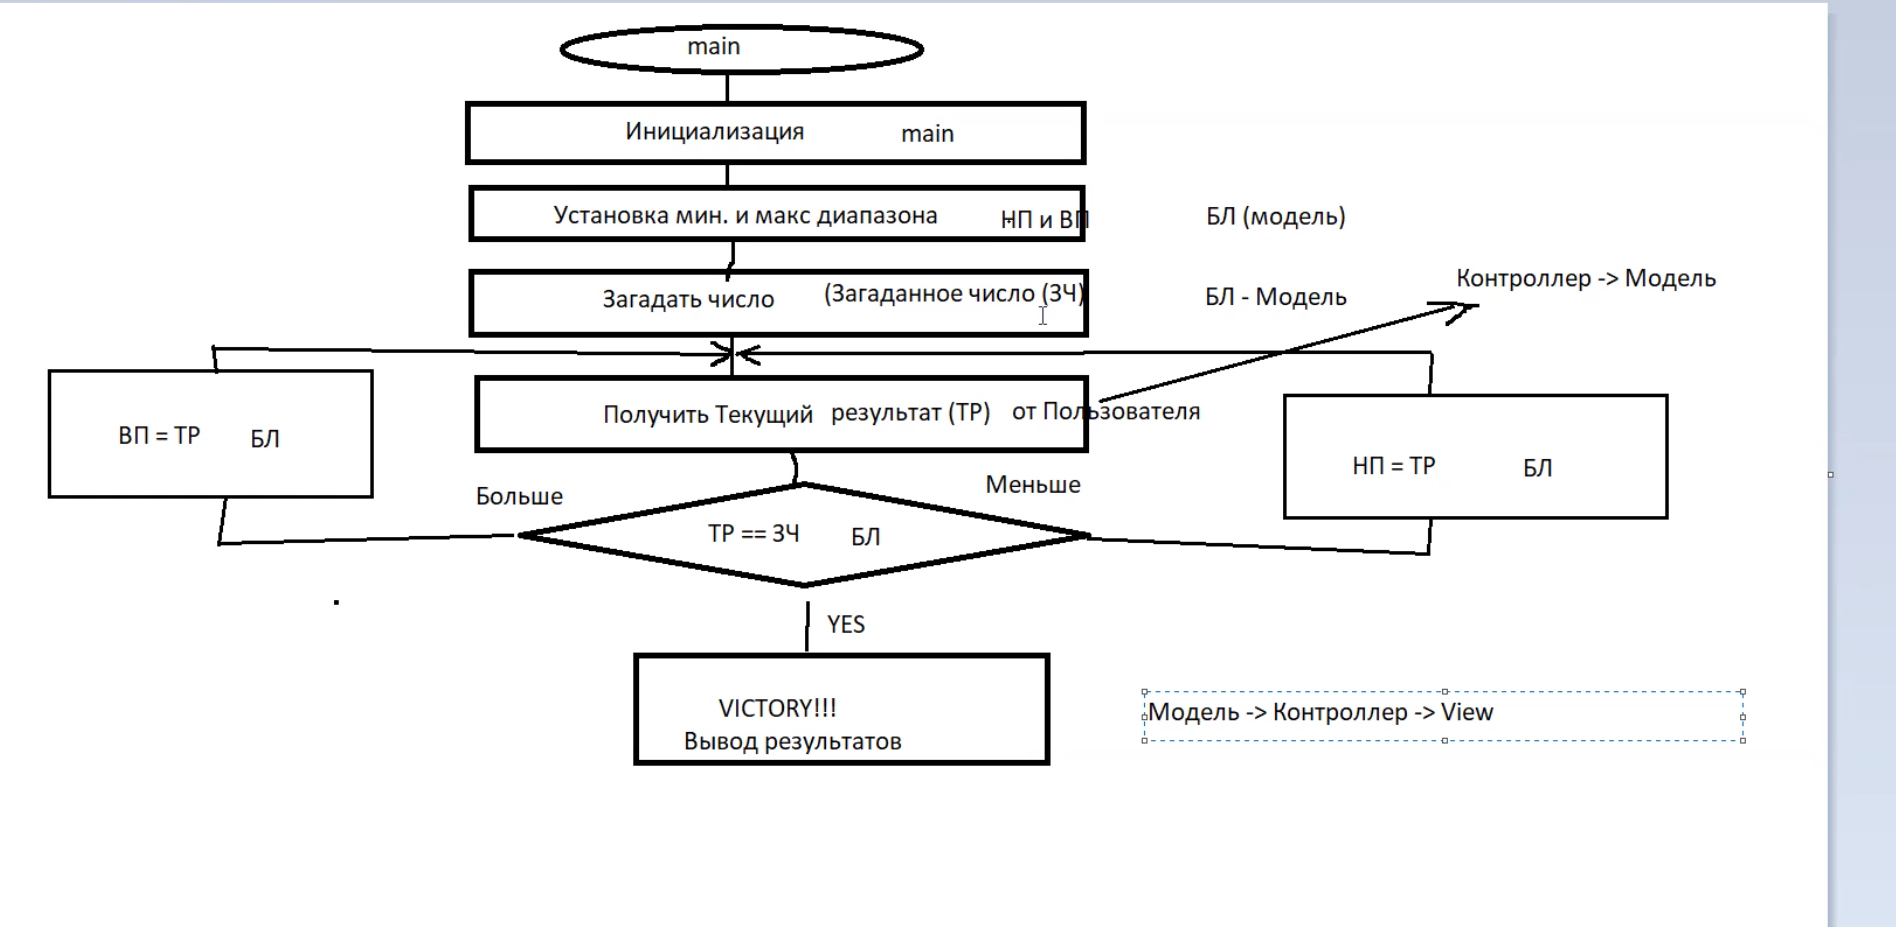 main
Инициализация main
Установка мин. и макс диапазона НП и ВП БЛ (модель)
Контроллер -> Модель
Загадать число (Загаданное число (ЗЧ) БЛ - Модель
Получить Текущий результат (ТР) от Пользователя
ВП = ТР БЛ
НП = ТР БЛ
Больше
Меньше
ТР == ЗЧ БЛ
YES
VICTORY!!!
Вывод результатов
Модель -> Контроллер -> View